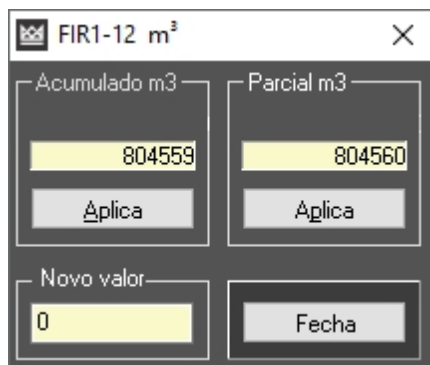 FIR1-12 m³
Acumulado m3
Parcial m3
804559
804560
Aplica
Aplica
Novo valor
0
Fecha